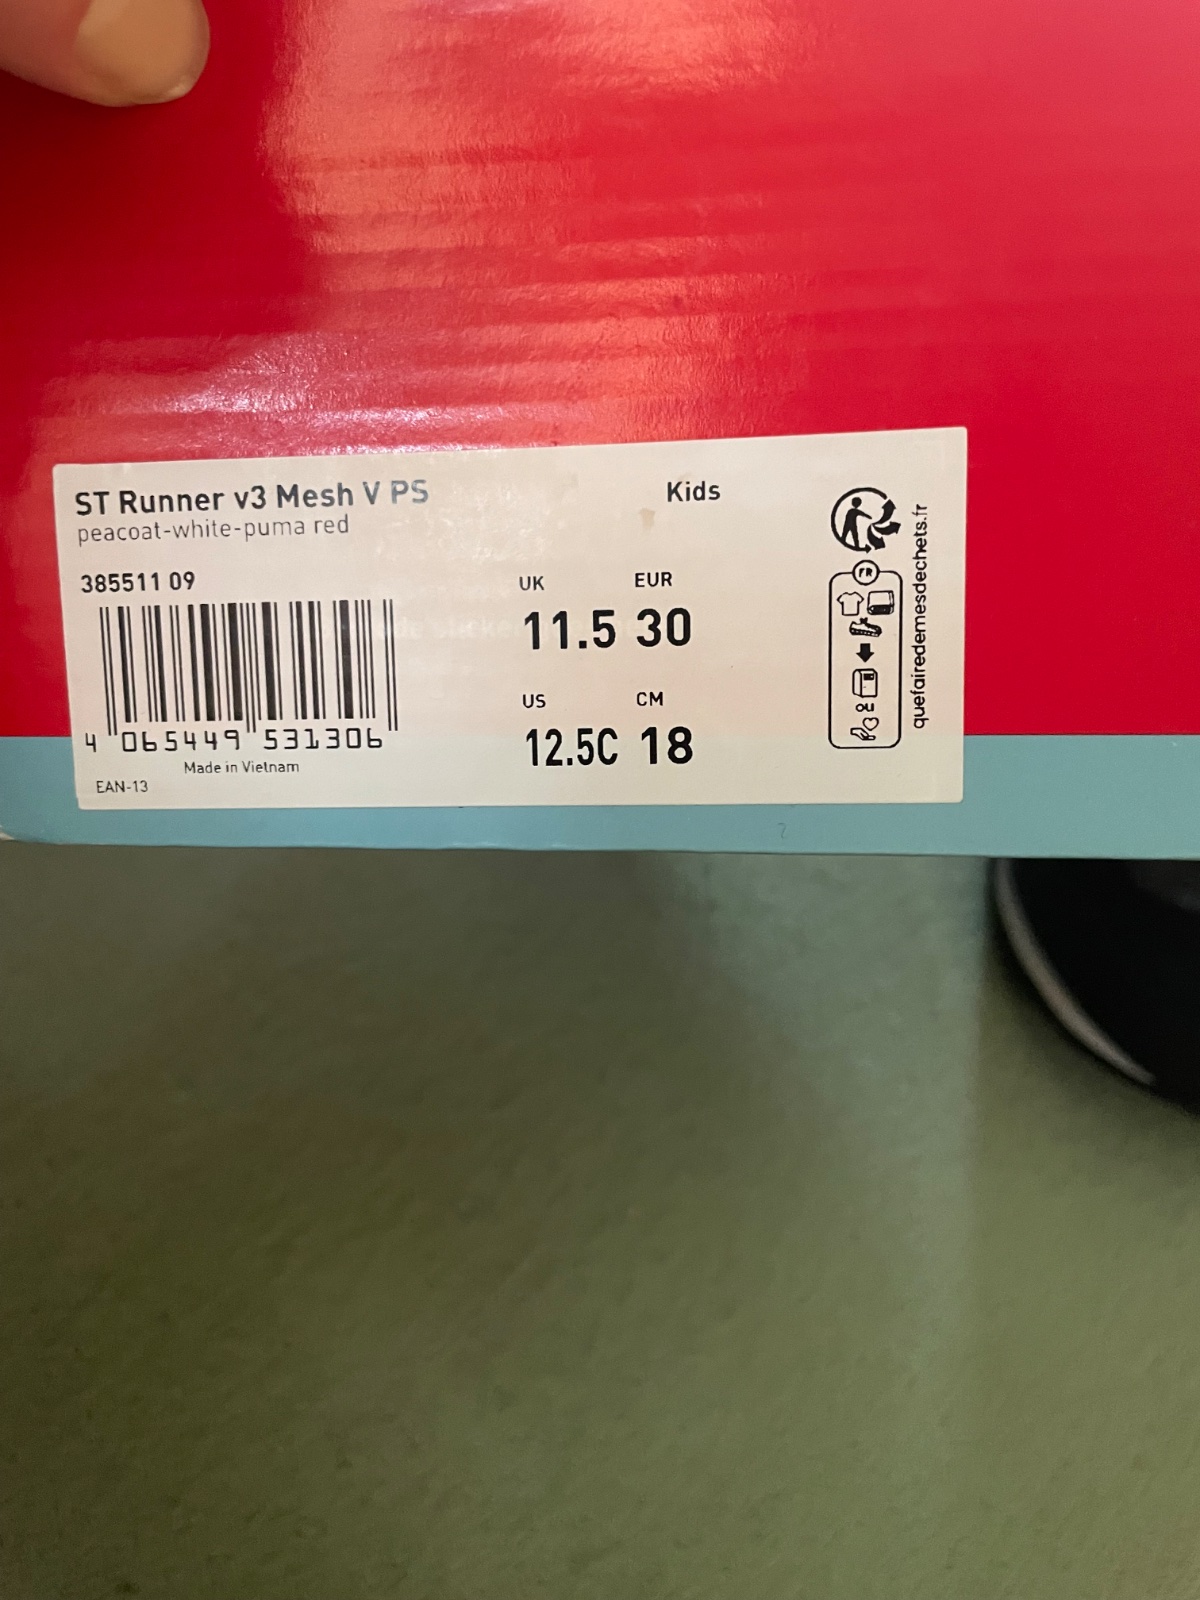 ST Runner v3 Mesh V PS
Kids
peacoat-white-puma red
385511 09
UK
EUR
11.5
30
US
CM
12.5C
18
4 065449 531306
Made in Vietnam
EAN-13
FR
OU
quefairedemesdechets.fr